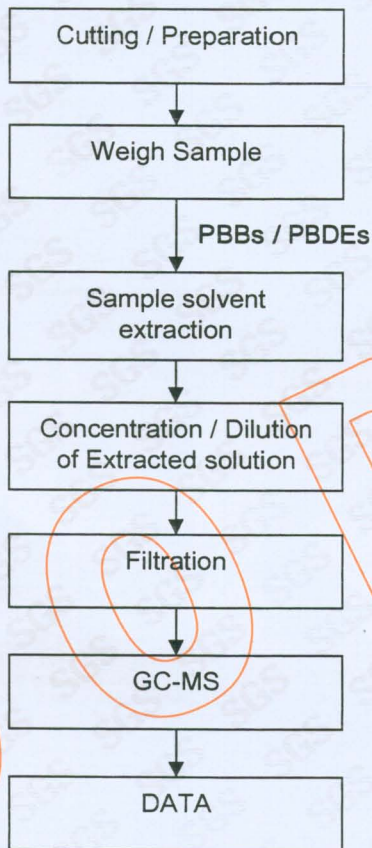 Cutting / Preparation
Weigh Sample
PBBs / PBDEs
Sample solvent
extraction
Concentration / Dilution
of Extracted solution
Filtration
GC-MS
DATA